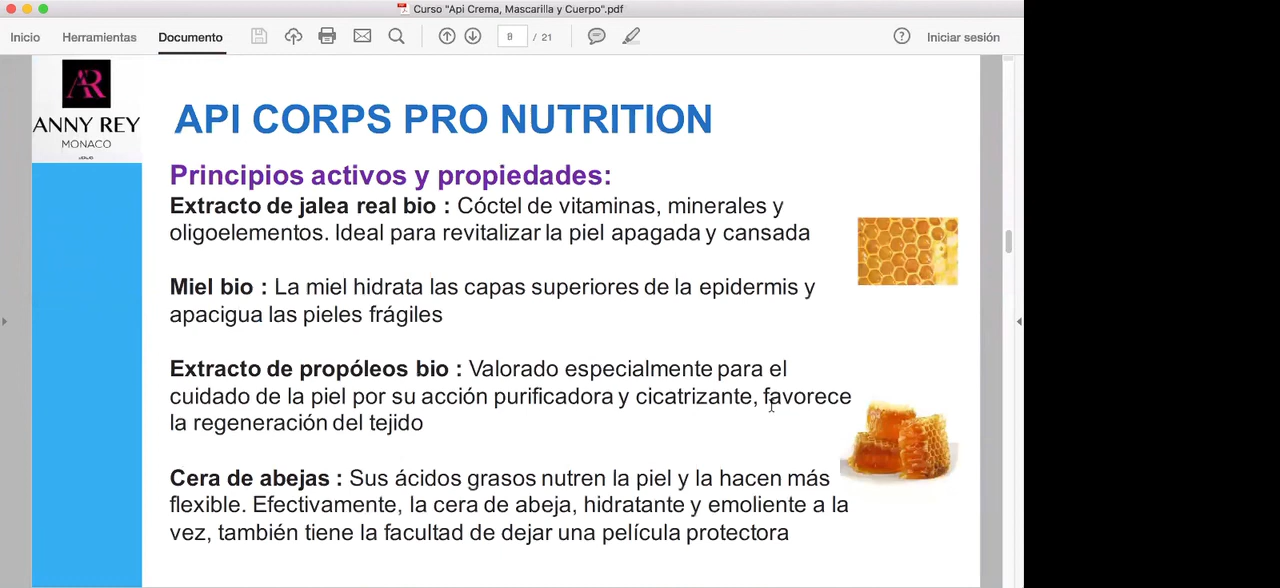 Curso "Api Crema, Mascarilla y Cuerpo".pdf
Inicio Herramientas Documento 8 / 21 Iniciar sesión
AR
ANNY REY
MONACO
API CORPS PRO NUTRITION
Principios activos y propiedades:
Extracto de jalea real bio : Cóctel de vitaminas, minerales y
oligoelementos. Ideal para revitalizar la piel apagada y cansada
Miel bio : La miel hidrata las capas superiores de la epidermis y
apacigua las pieles frágiles
Extracto de propóleos bio : Valorado especialmente para el
cuidado de la piel por su acción purificadora y cicatrizante, favorece
la regeneración del tejido
Cera de abejas : Sus ácidos grasos nutren la piel y la hacen más
flexible. Efectivamente, la cera de abeja, hidratante y emoliente a la
vez, también tiene la facultad de dejar una película protectora